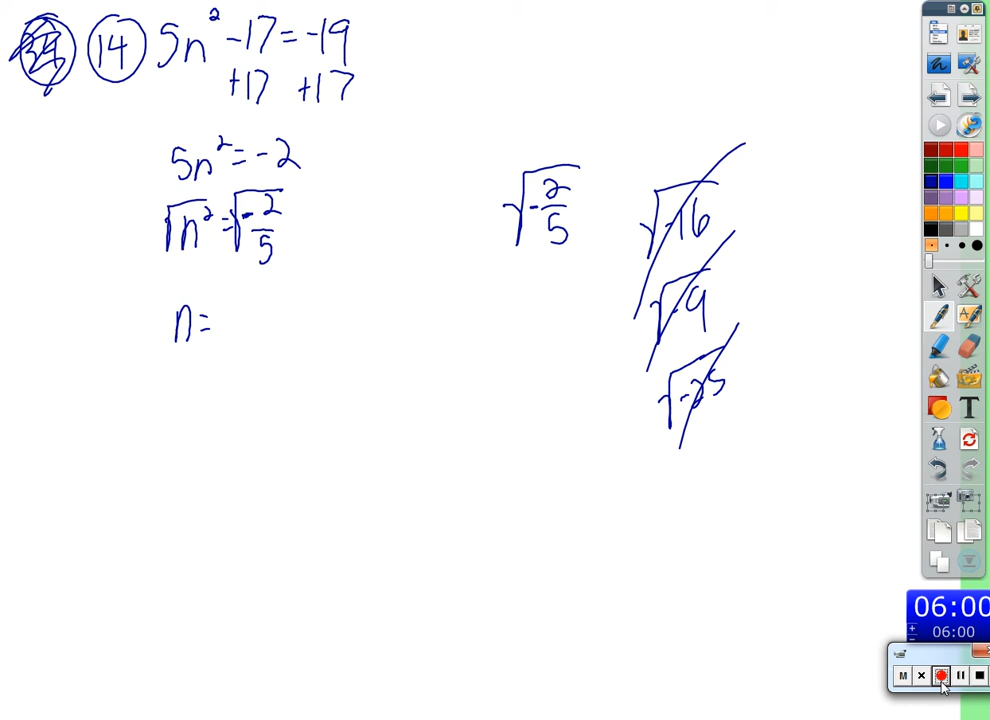 14 5n² -17 = -19
+17 +17
5n² = -2
√n² = √-2/5
n =
√-2/5
√-16
√-9
√-25
T
06:00
06:00
M